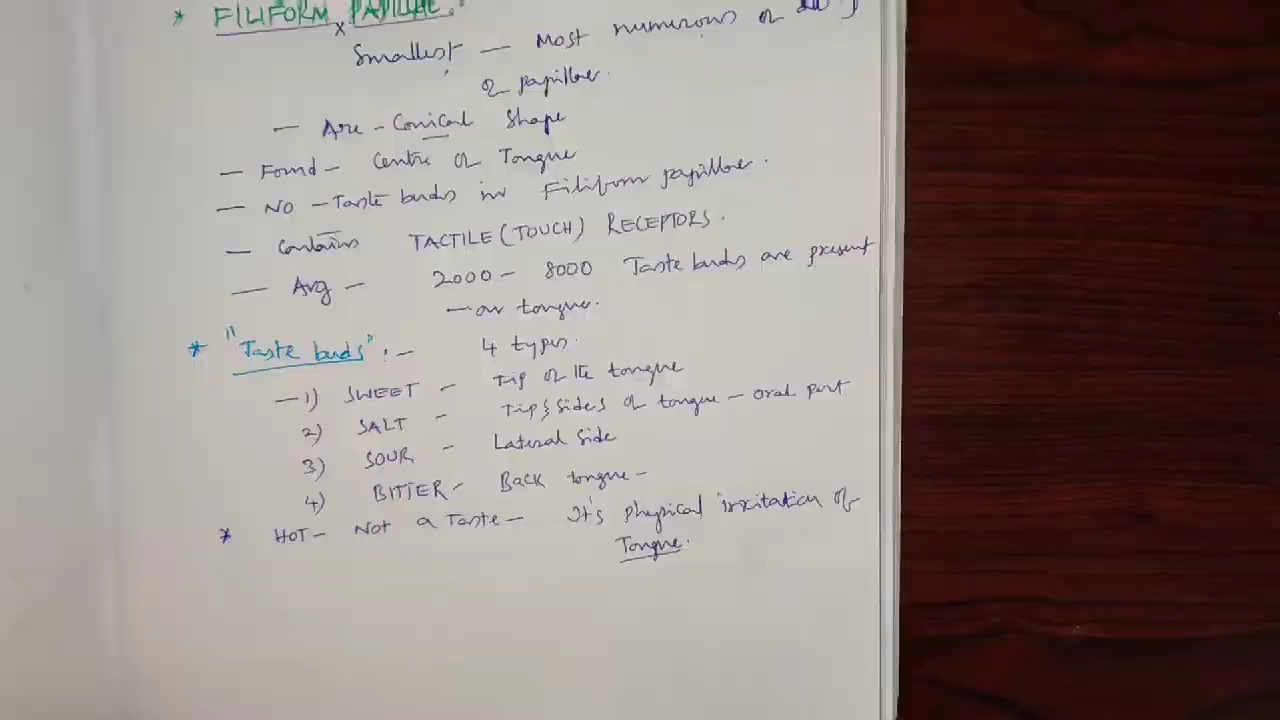 * FILIFORM PAPILLAE :
Smallest — Most numerous of all
of papillae.
— Are - Conical Shape
— Found - Centre of Tongue
— NO - Taste buds in Filiform papillae.
— Contains TACTILE (TOUCH) RECEPTORS.
— Avg - 2000 - 8000 Taste buds are present
— on tongue.
* "Taste buds" : - 4 types.
— 1) SWEET - Tip of the tongue
2) SALT - Tip & Sides of tongue - oral part
3) SOUR - Lateral Side
4) BITTER - Back tongue -
* HOT - Not a Taste - It's physical irritation of
Tongue.